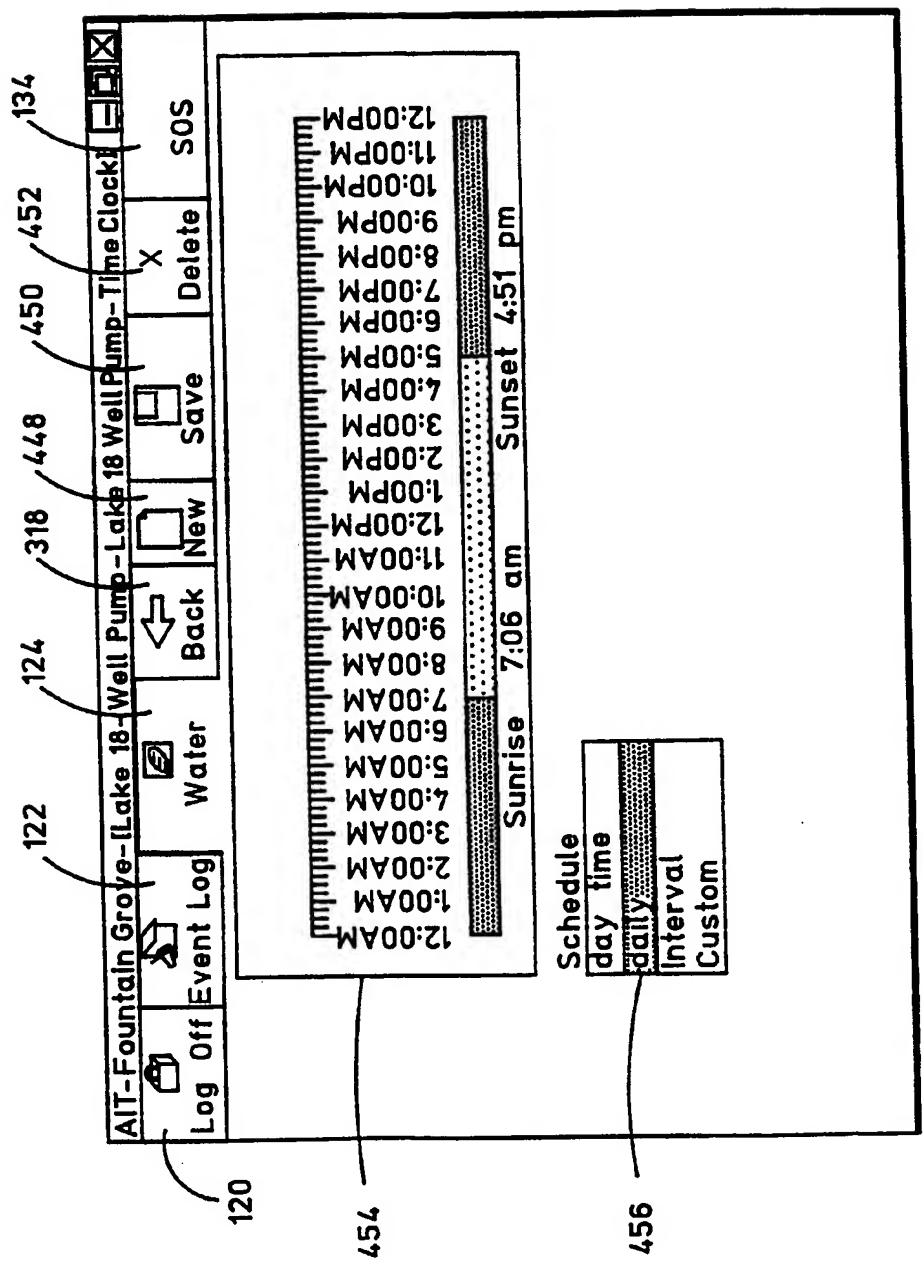 122 124 318 448 450 452 134
AIT-Fountain Grove-[Lake 18-Well Pump-Lake 18 Well Pump-Time Clock]
Log Off Event Log Water Back New Save X Delete SOS
120
12:00AM 1:00AM 2:00AM 3:00AM 4:00AM 5:00AM 6:00AM 7:00AM 8:00AM 9:00AM 10:00AM 11:00AM 12:00PM 1:00PM 2:00PM 3:00PM 4:00PM 5:00PM 6:00PM 7:00PM 8:00PM 9:00PM 10:00PM 11:00PM 12:00PM
Sunrise 7:06 am Sunset 4:51 pm
454
Schedule
day time
daily
Interval
Custom
456